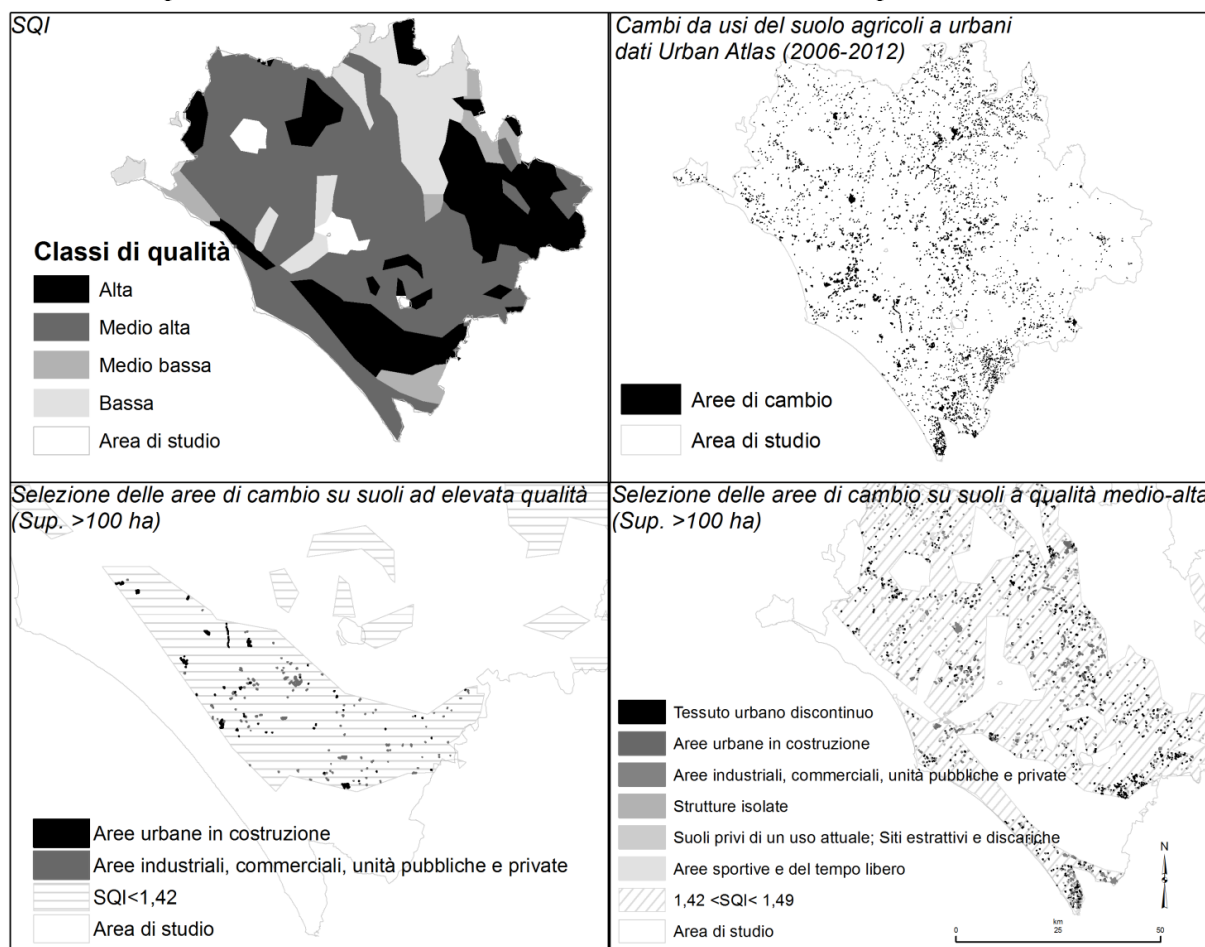 SQI
Classi di qualità
Alta
Medio alta
Medio bassa
Bassa
Area di studio
Cambi da usi del suolo agricoli a urbani
dati Urban Atlas (2006-2012)
Aree di cambio
Area di studio
Selezione delle aree di cambio su suoli ad elevata qualità
(Sup. >100 ha)
Aree urbane in costruzione
Aree industriali, commerciali, unità pubbliche e private
SQI<1,42
Area di studio
Selezione delle aree di cambio su suoli a qualità medio-alta
(Sup. >100 ha)
Tessuto urbano discontinuo
Aree urbane in costruzione
Aree industriali, commerciali, unità pubbliche e private
Strutture isolate
Suoli privi di un uso attuale; Siti estrattivi e discariche
Aree sportive e del tempo libero
1,42 <SQI< 1,49
Area di studio
km
0 25 50